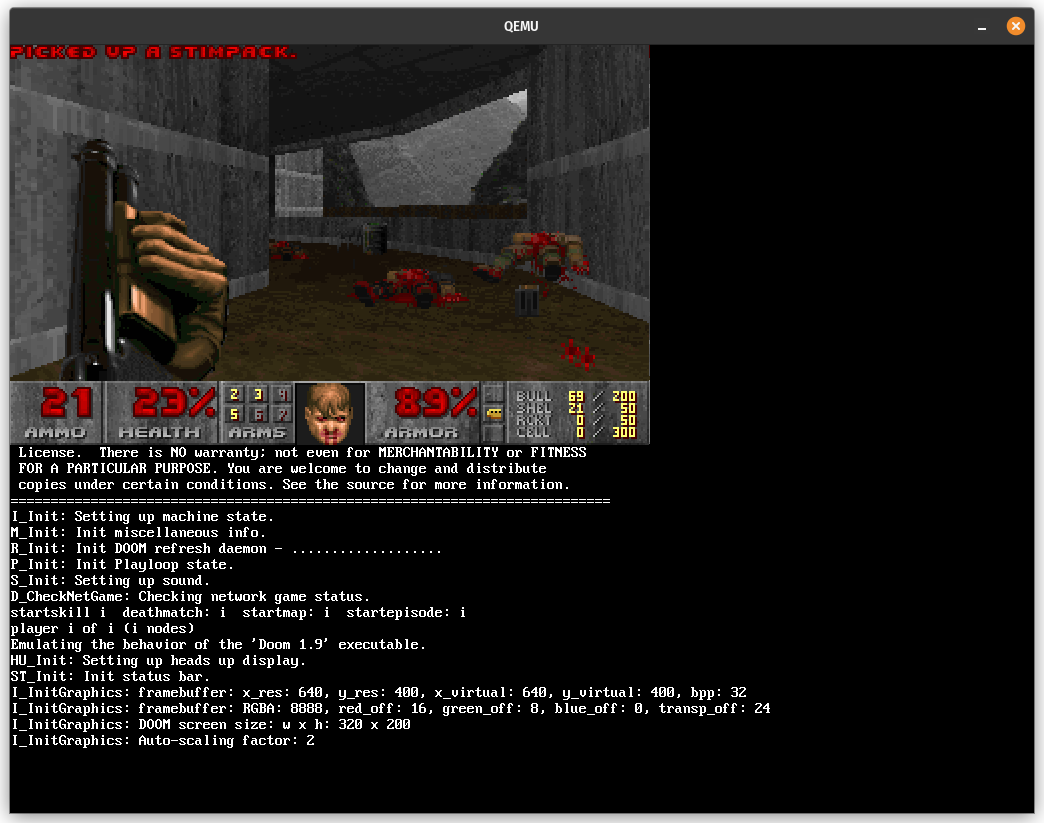 QEMU
PICKED UP A STIMPACK.
21 23% 2 3 4 89% BULL 69 / 200
SHEL 21 / 50
5 6 7 RCKT 0 / 50
AMMO HEALTH ARMS ARMOR CELL 0 / 300
License.  There is NO warranty; not even for MERCHANTABILITY or FITNESS
FOR A PARTICULAR PURPOSE. You are welcome to change and distribute
copies under certain conditions. See the source for more information.
===========================================================================
I_Init: Setting up machine state.
M_Init: Init miscellaneous info.
R_Init: Init DOOM refresh daemon - ...................
P_Init: Init Playloop state.
S_Init: Setting up sound.
D_CheckNetGame: Checking network game status.
startskill i  deathmatch: i  startmap: i  startepisode: i
player i of i (i nodes)
Emulating the behavior of the 'Doom 1.9' executable.
HU_Init: Setting up heads up display.
ST_Init: Init status bar.
I_InitGraphics: framebuffer: x_res: 640, y_res: 400, x_virtual: 640, y_virtual: 400, bpp: 32
I_InitGraphics: framebuffer: RGBA: 8888, red_off: 16, green_off: 8, blue_off: 0, transp_off: 24
I_InitGraphics: DOOM screen size: w x h: 320 x 200
I_InitGraphics: Auto-scaling factor: 2